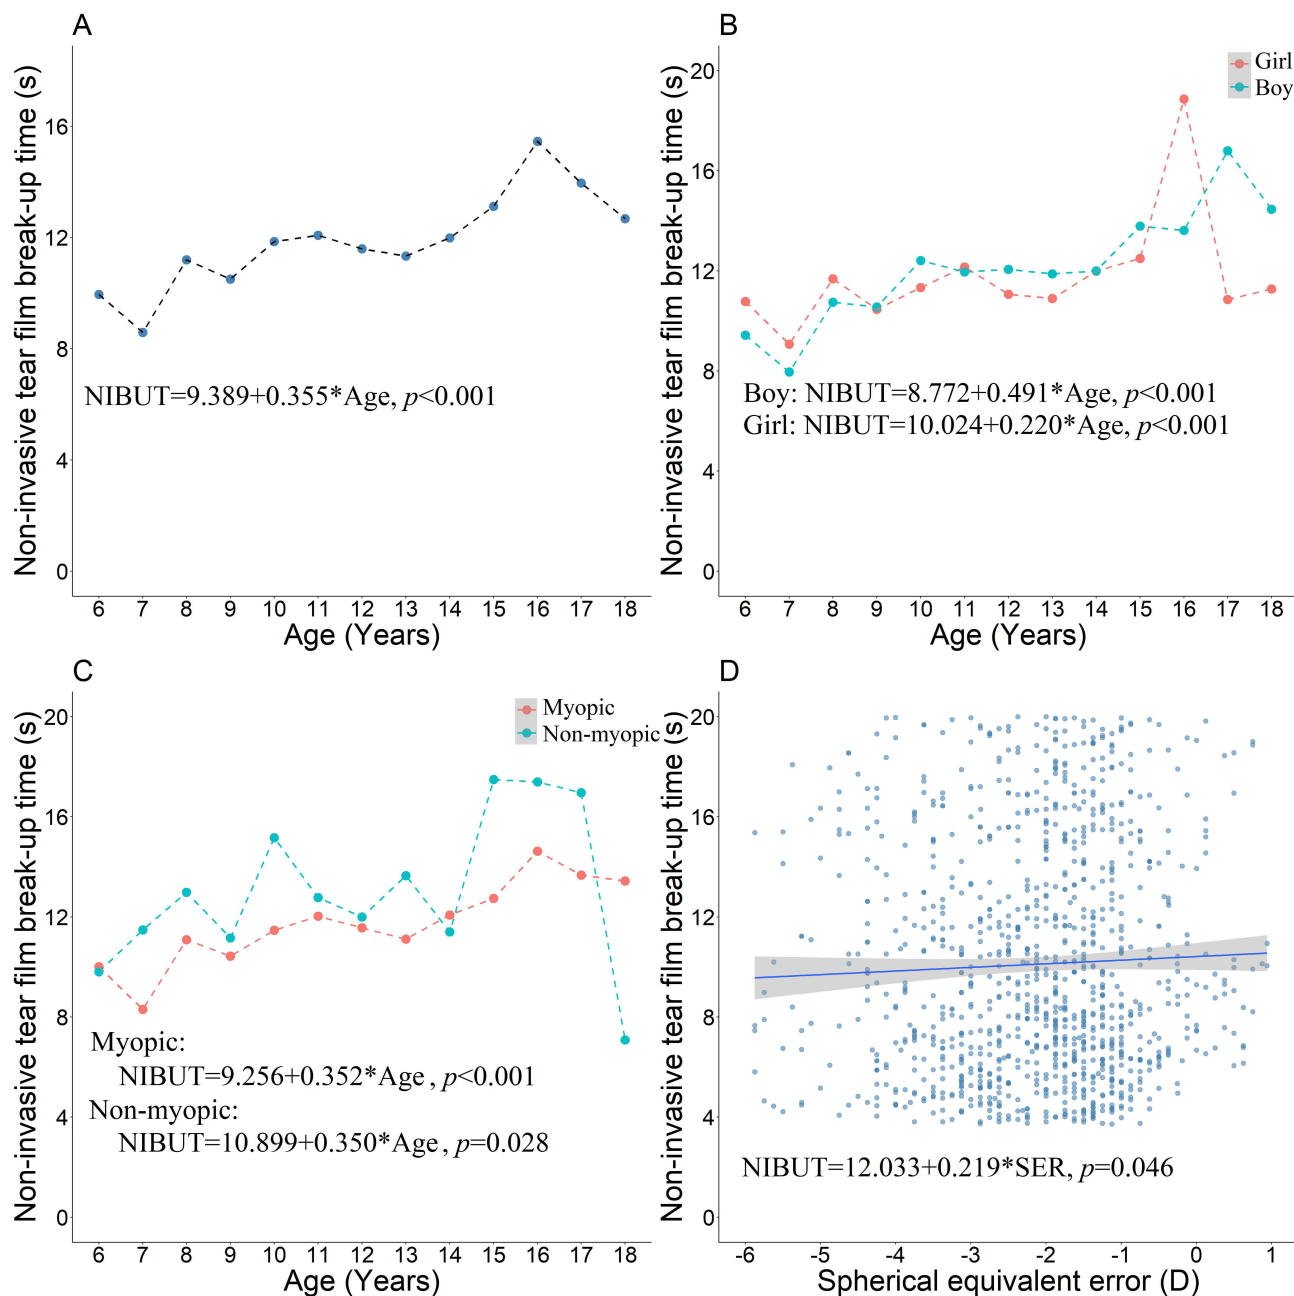 A
Non-invasive tear film break-up time (s)
16
12
8
4
0
NIBUT=9.389+0.355*Age, p<0.001
6 7 8 9 10 11 12 13 14 15 16 17 18
Age (Years)
B
Non-invasive tear film break-up time (s)
20
16
12
8
4
0
Girl
Boy
Boy: NIBUT=8.772+0.491*Age, p<0.001
Girl: NIBUT=10.024+0.220*Age, p<0.001
6 7 8 9 10 11 12 13 14 15 16 17 18
Age (Years)
C
Non-invasive tear film break-up time (s)
20
16
12
8
4
0
Myopic
Non-myopic
Myopic:
NIBUT=9.256+0.352*Age, p<0.001
Non-myopic:
NIBUT=10.899+0.350*Age, p=0.028
6 7 8 9 10 11 12 13 14 15 16 17 18
Age (Years)
D
Non-invasive tear film break-up time (s)
20
16
12
8
4
0
NIBUT=12.033+0.219*SER, p=0.046
-6 -5 -4 -3 -2 -1 0 1
Spherical equivalent error (D)